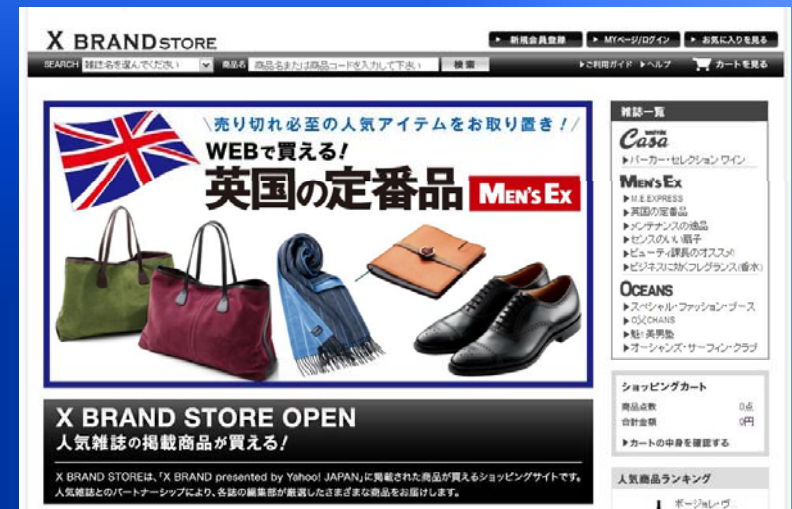 X BRAND STORE
▶ 新規会員登録 ▶ MYページ/ログイン ▶ お気に入りを見る
SEARCH 雑誌名を選んでください 商品名 商品名または商品コードを入力して下さい 検索 ▶ご利用ガイド ▶ヘルプ カートを見る
\売り切れ必至の人気アイテムをお取り置き!/
WEBで買える!
英国の定番品 MEN'S EX
X BRAND STORE OPEN
人気雑誌の掲載商品が買える!
X BRAND STOREは、「X BRAND presented by Yahoo! JAPAN」に掲載された商品が買えるショッピングサイトです。
人気雑誌とのパートナーシップにより、各誌の編集部が厳選したさまざまな商品をお届けします。
雑誌一覧
Casa
▶パーカー・セレクション ワイン
MEN'S EX
▶M.E.EXPRESS
▶英国の定番品
▶メンテナンスの逸品
▶センスのいい扇子
▶ビューティ課長のオススメ!
▶ビジネスに効くフレグランス(香水)
OCEANS
▶スペシャル・ファッション・ブース
▶魅!美男塾
▶オーシャンズ・サーフィン・クラブ
ショッピングカート
商品点数 0点
合計金額 0円
▶カートの中身を確認する
人気商品ランキング
ボージョレ・ヴ...